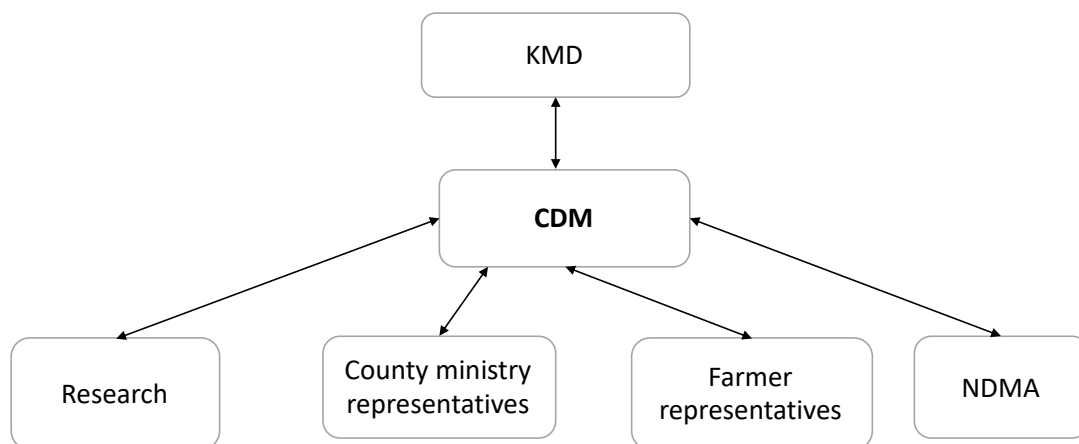 KMD
CDM
Research
County ministry
representatives
Farmer
representatives
NDMA